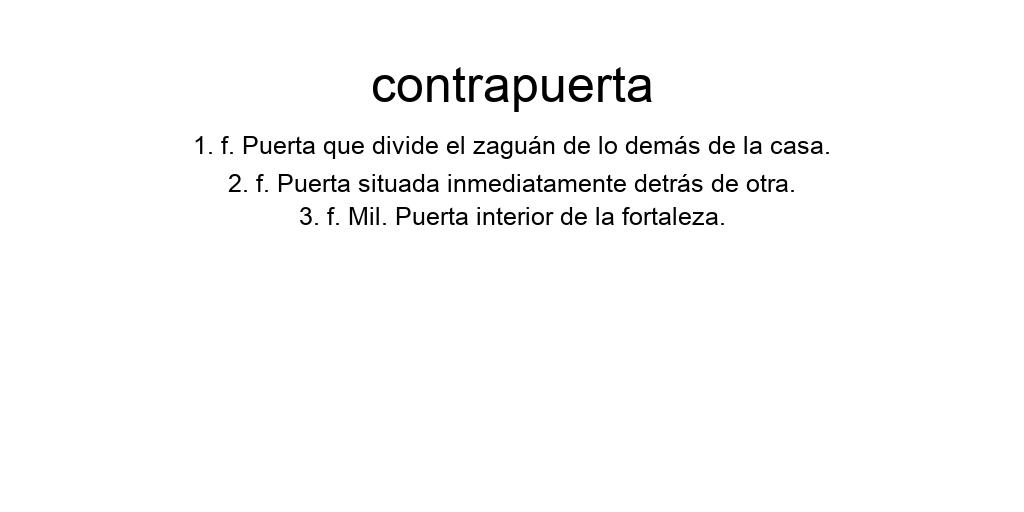 contrapuerta
1. f. Puerta que divide el zaguán de lo demás de la casa.
2. f. Puerta situada inmediatamente detrás de otra.
3. f. Mil. Puerta interior de la fortaleza.